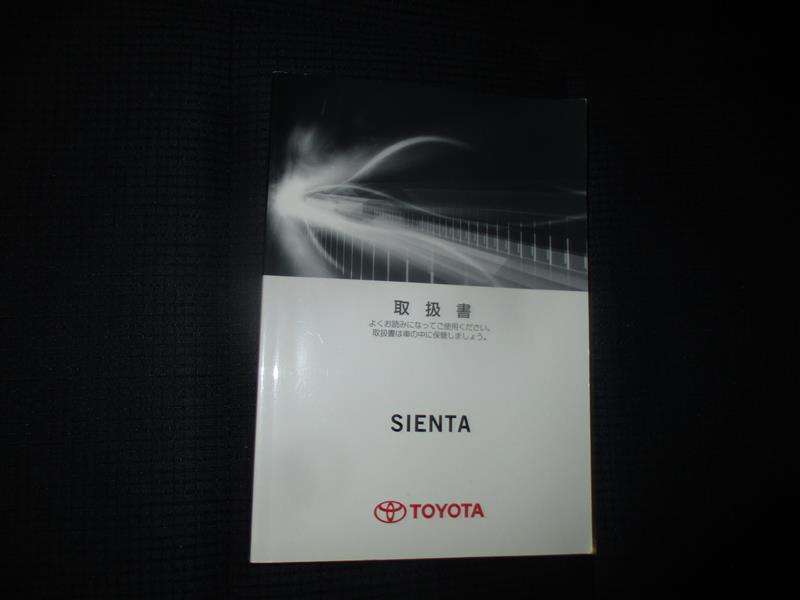 取扱書
よくお読みになってご使用ください。
取扱書は車の中に保管しましょう。
SIENTA
TOYOTA